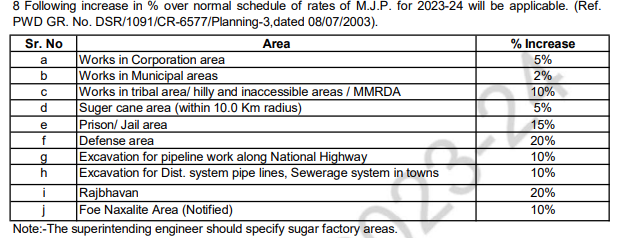 8 Following increase in % over normal schedule of rates of M.J.P. for 2023-24 will be applicable. (Ref.
PWD GR. No. DSR/1091/CR-6577/Planning-3,dated 08/07/2003).
Sr. No Area % Increase
a Works in Corporation area 5%
b Works in Municipal areas 2%
c Works in tribal area/ hilly and inaccessible areas / MMRDA 10%
d Suger cane area (within 10.0 Km radius) 5%
e Prison/ Jail area 15%
f Defense area 20%
g Excavation for pipeline work along National Highway 10%
h Excavation for Dist. system pipe lines, Sewerage system in towns 10%
i Rajbhavan 20%
j Foe Naxalite Area (Notified) 10%
Note:-The superintending engineer should specify sugar factory areas.
2023-24